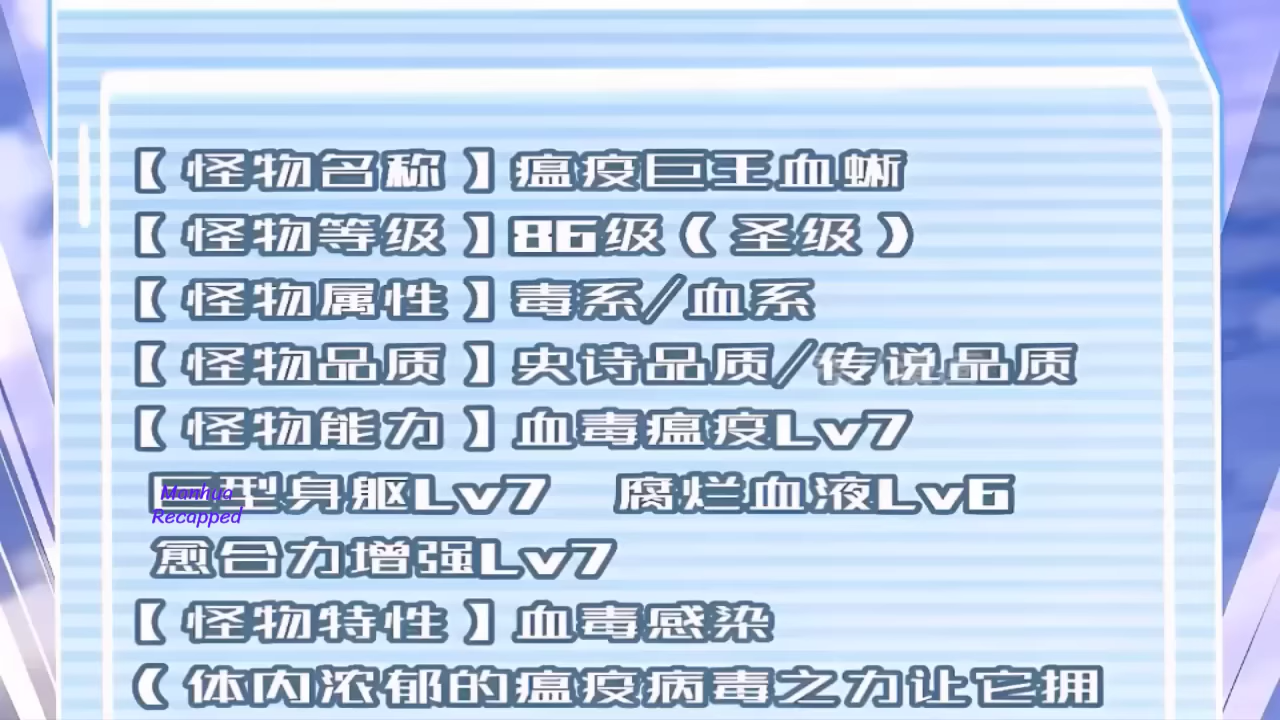 【怪物名称】瘟疫巨王血蜥
【怪物等级】86级（圣级）
【怪物属性】毒系/血系
【怪物品质】史诗品质/传说品质
【怪物能力】血毒瘟疫Lv7
巨型身躯Lv7 腐烂血液Lv6
Manhua
Recapped
愈合力增强Lv7
【怪物特性】血毒感染
（体内浓郁的瘟疫病毒之力让它拥